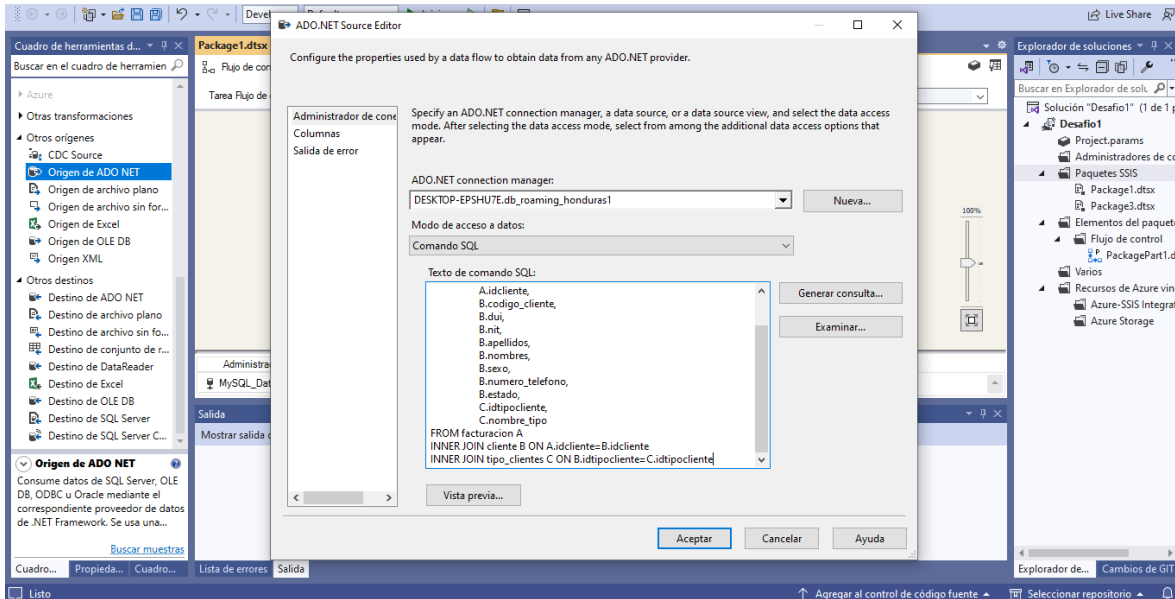 Live Share
ADO.NET Source Editor
Cuadro de herramientas d...
Buscar en el cuadro de herramien
Azure
Otras transformaciones
Otros orígenes
CDC Source
Origen de ADO NET
Origen de archivo plano
Origen de archivo sin for...
Origen de Excel
Origen de OLE DB
Origen XML
Otros destinos
Destino de ADO NET
Destino de archivo plano
Destino de archivo sin fo...
Destino de conjunto de r...
Destino de DataReader
Destino de Excel
Destino de OLE DB
Destino de SQL Server
Destino de SQL Server C...
Origen de ADO NET
Consume datos de SQL Server, OLE
DB, ODBC u Oracle mediante el
correspondiente proveedor de datos
de .NET Framework. Se usa una...
Buscar muestras
Cuadro...
Propieda...
Cuadro...
Package1.dtsx
Flujo de con
Tarea Flujo de
Administra
MySQL_Dat
Salida
Mostrar salida
Lista de errores
Salida
Configure the properties used by a data flow to obtain data from any ADO.NET provider.
Administrador de cone
Columnas
Salida de error
Specify an ADO.NET connection manager, a data source, or a data source view, and select the data access
mode. After selecting the data access mode, select from among the additional data access options that
appear.
ADO.NET connection manager:
DESKTOP-EPSHU7E.db_roaming_honduras1
Nueva...
Modo de acceso a datos:
Comando SQL
Texto de comando SQL:
A.idcliente,
B.codigo_cliente,
B.dui,
B.nit,
B.apellidos,
B.nombres,
B.sexo,
B.numero_telefono,
B.estado,
C.idtipocliente,
C.nombre_tipo
FROM facturacion A
INNER JOIN cliente B ON A.idcliente=B.idcliente
INNER JOIN tipo_clientes C ON B.idtipocliente=C.idtipocliente
Generar consulta...
Examinar...
Vista previa...
Aceptar
Cancelar
Ayuda
100%
Explorador de soluciones
Buscar en Explorador de solu
Solución "Desafio1" (1 de 1 p
Desafio1
Project.params
Administradores de co
Paquetes SSIS
Package1.dtsx
Package3.dtsx
Elementos del paquet
Flujo de control
PackagePart1.d
Varios
Recursos de Azure vin
Azure-SSIS Integrat
Azure Storage
Explorador de...
Cambios de GIT
Listo
Agregar al control de código fuente
Seleccionar repositorio